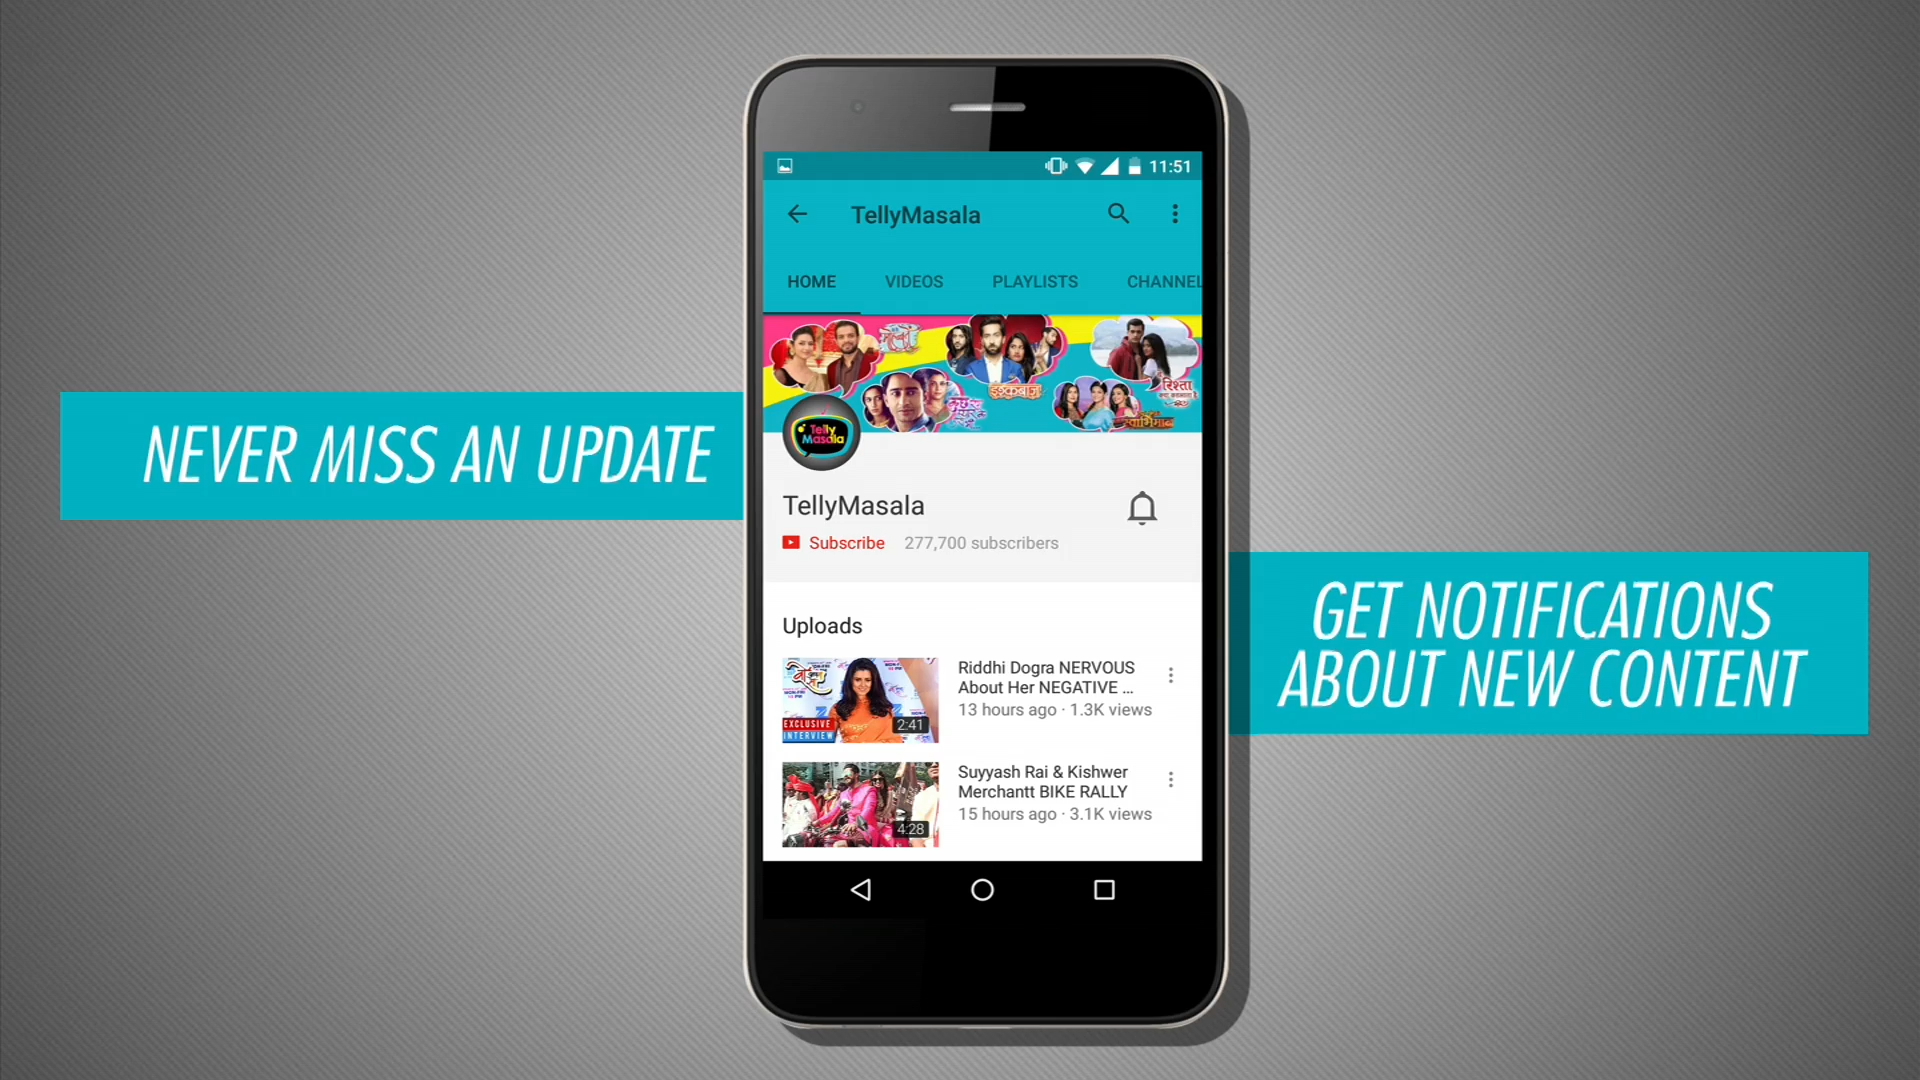 11:51
TellyMasala
HOME VIDEOS PLAYLISTS CHANNEL
इश्कबाज़
रिश्ता
Telly
Masala
NEVER MISS AN UPDATE
TellyMasala
Subscribe 277,700 subscribers
GET NOTIFICATIONS
ABOUT NEW CONTENT
Uploads
Riddhi Dogra NERVOUS
About Her NEGATIVE ...
13 hours ago · 1.3K views
EXCLUSIVE
INTERVIEW
2:41
Suyyash Rai & Kishwer
Merchantt BIKE RALLY
15 hours ago · 3.1K views
4:28